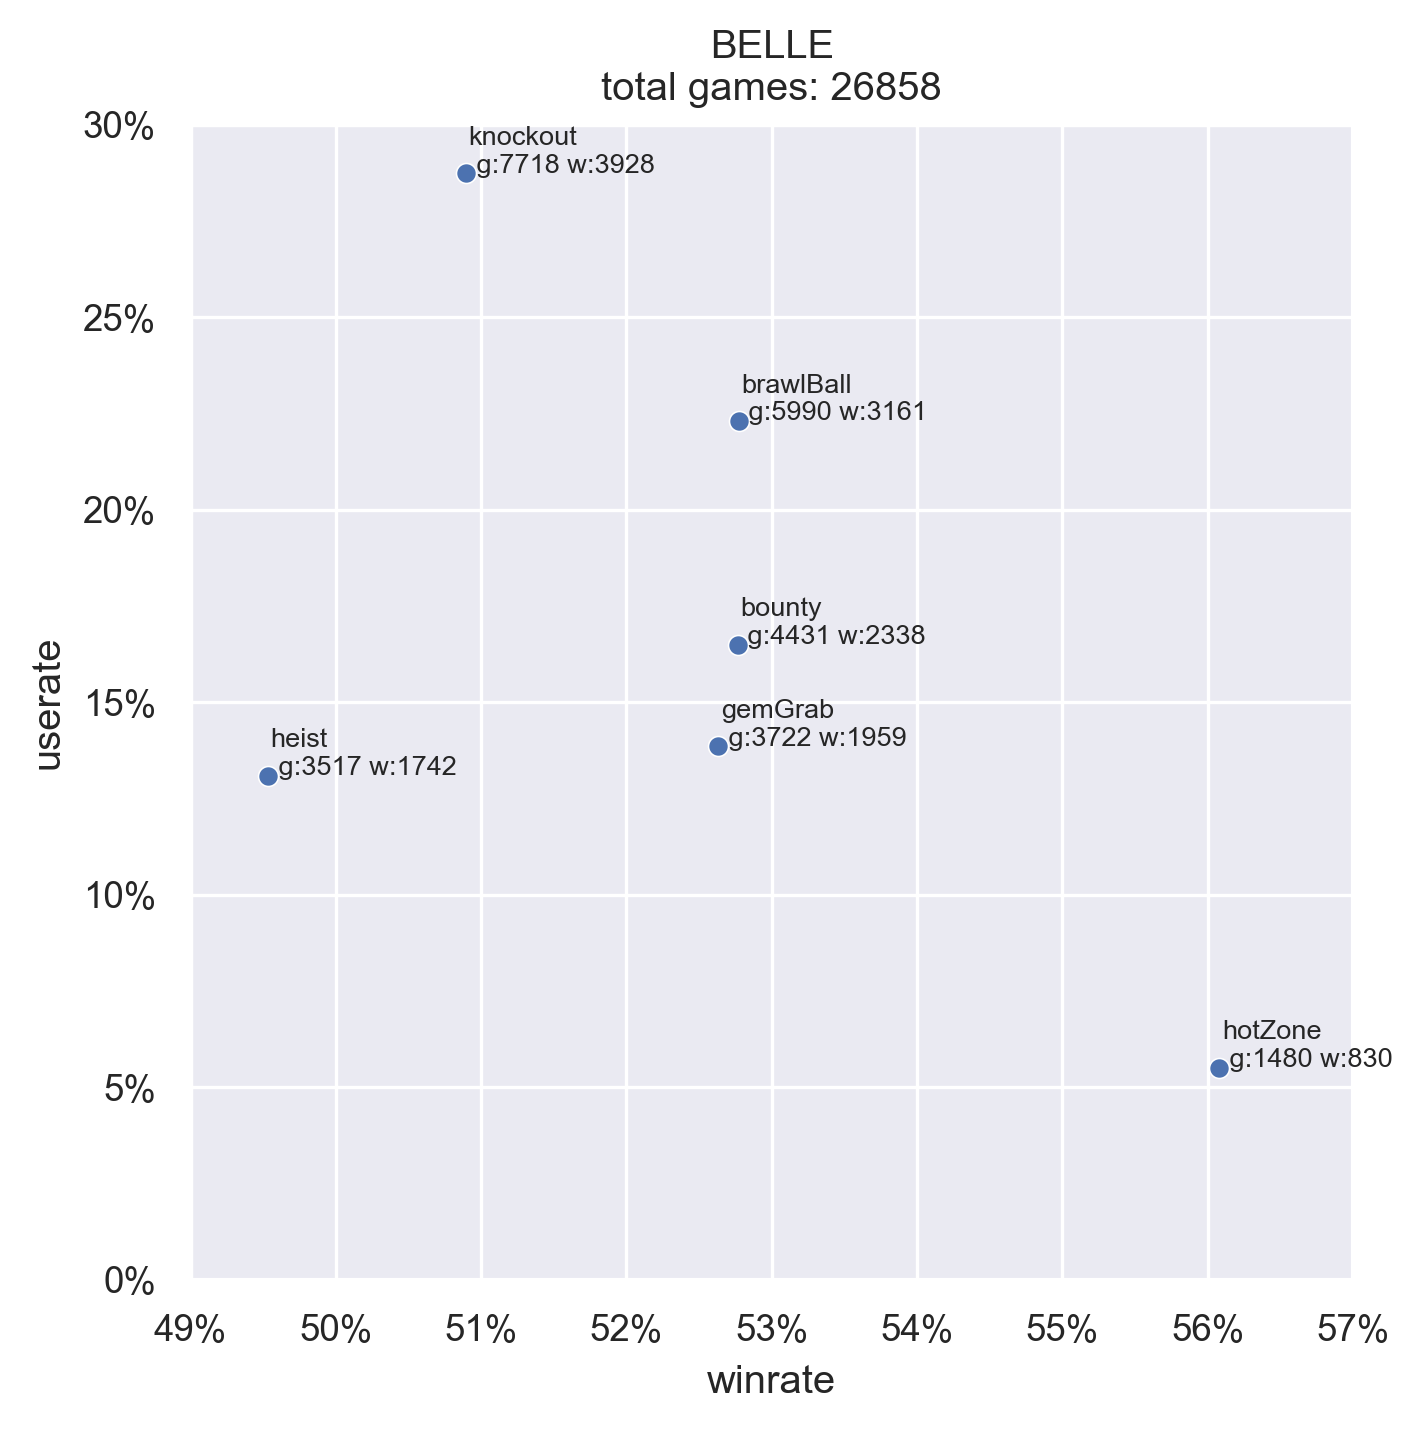 BELLE
total games: 26858
30%
knockout
g:7718 w:3928
25%
brawlBall
g:5990 w:3161
20%
bounty
g:4431 w:2338
15%
gemGrab
g:3722 w:1959
heist
g:3517 w:1742
10%
hotZone
g:1480 w:830
5%
0%
userate
49% 50% 51% 52% 53% 54% 55% 56% 57%
winrate